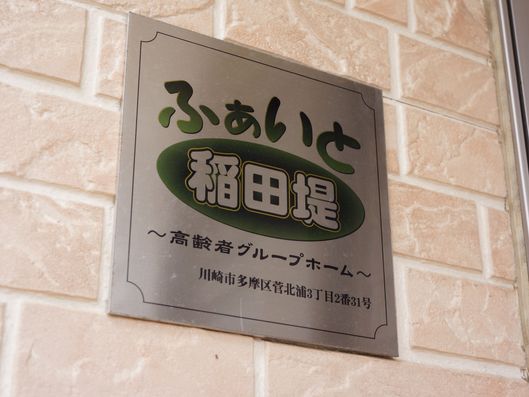 ふぁいと
稲田堤
～高齢者グループホーム～
川崎市多摩区菅北浦3丁目2番31号